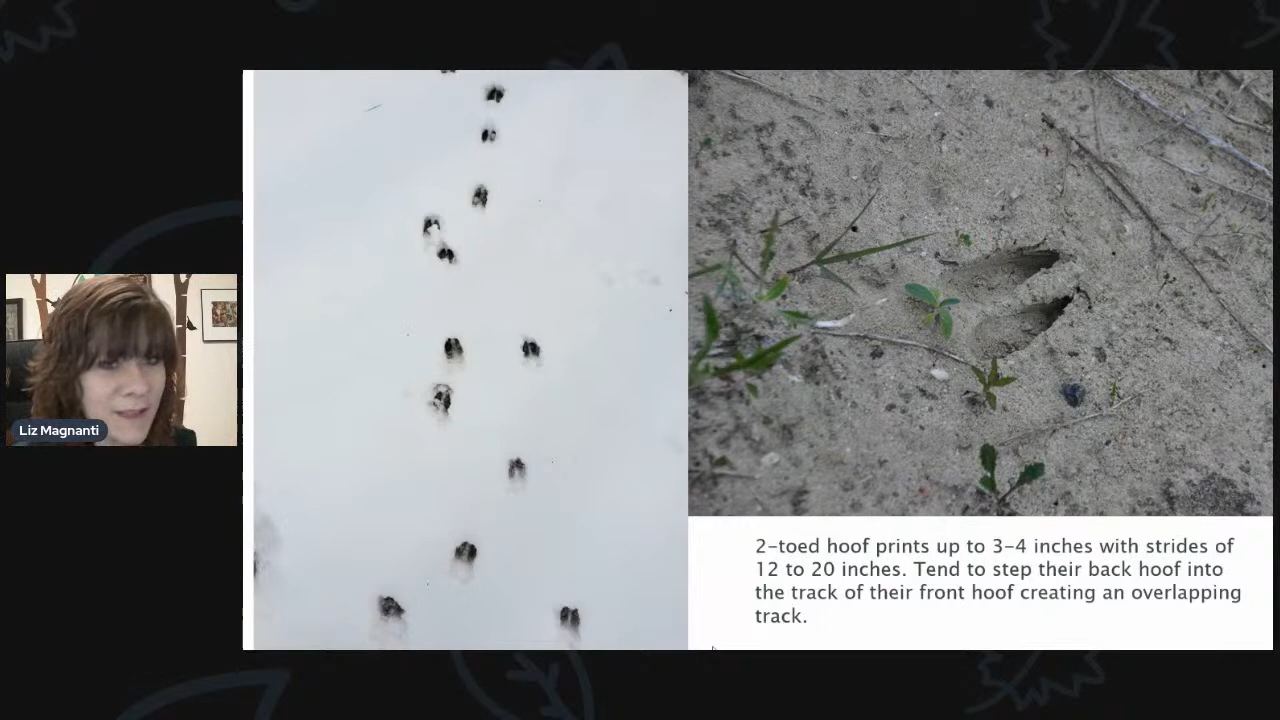 Liz Magnanti
2-toed hoof prints up to 3-4 inches with strides of
12 to 20 inches. Tend to step their back hoof into
the track of their front hoof creating an overlapping
track.